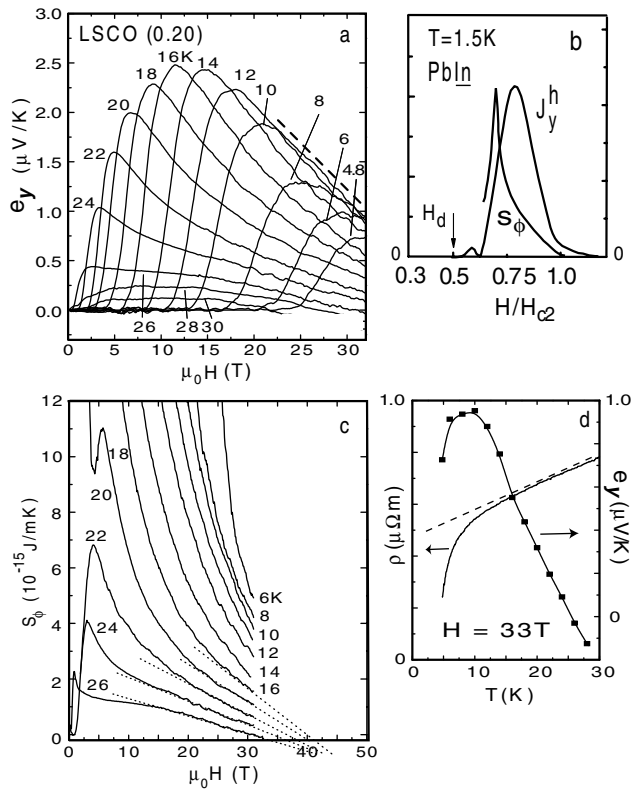 LSCO (0.20)
a
16K
18
14
12
10
20
8
22
6
4.8
24
26
28
30
e_y (μV/K)
3.0
2.5
2.0
1.5
1.0
0.5
0.0
0 5 10 15 20 25 30
μ₀H (T)
T=1.5K
b
PbIn
J_y^h
H_d
s_ϕ
0
0
0.3 0.5 0.75 1.0
H/H_c2
c
S_ϕ (10⁻¹⁵J/mK)
12
10
8
6
4
2
0
18
20
22
24
26
6K
8
10
12
14
16
0 10 20 30 40 50
μ₀H (T)
d
1.0
0
ρ (μΩm)
1.0
0
e_y (μV/K)
H = 33T
0 10 20 30
T(K)